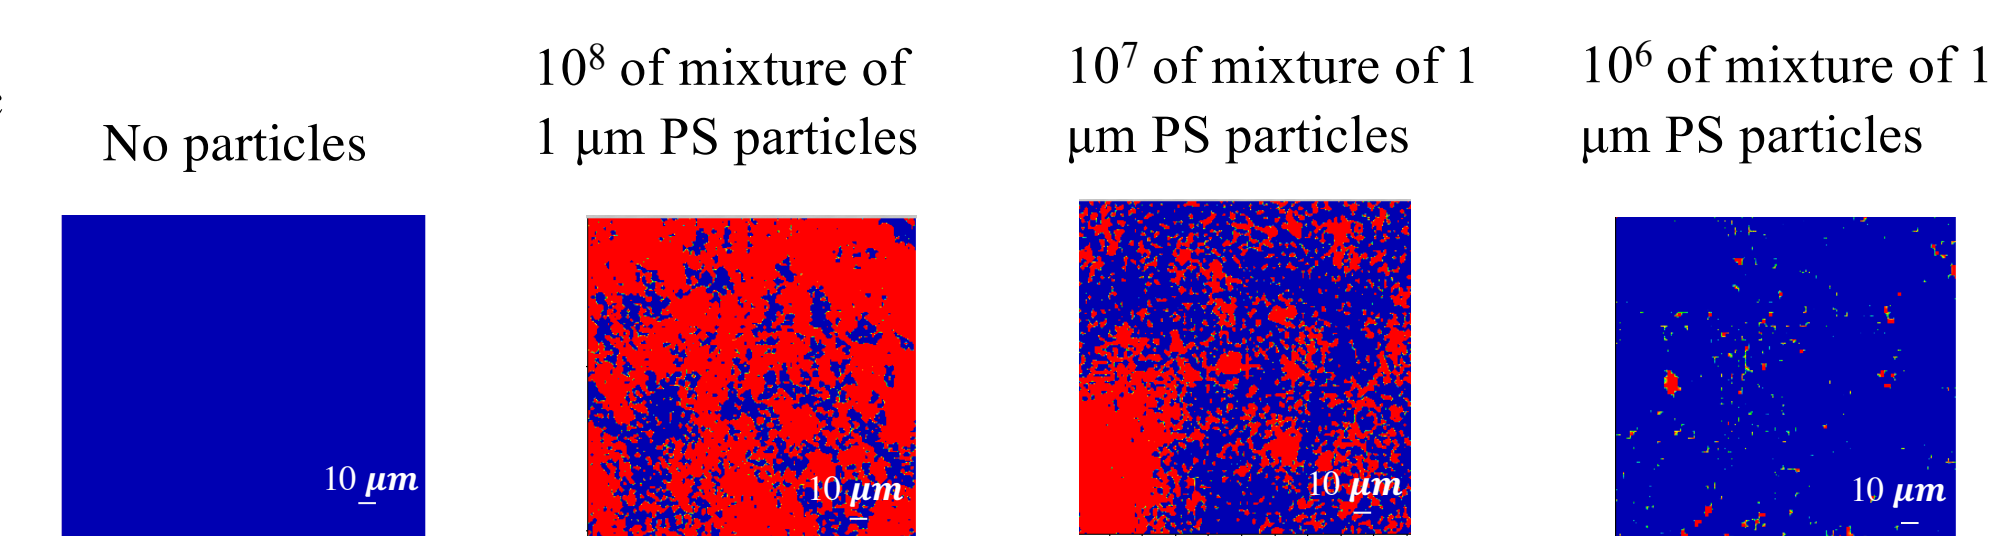 No particles
10⁸ of mixture of
1 μm PS particles
10⁷ of mixture of 1
μm PS particles
10⁶ of mixture of 1
μm PS particles
10 μm
10 μm
10 μm
10 μm